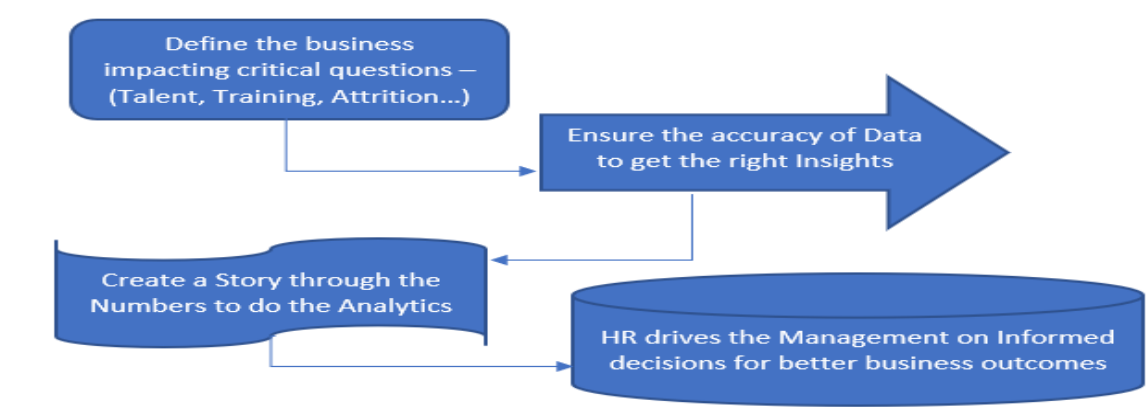 Define the business
impacting critical questions –
(Talent, Training, Attrition...)
Ensure the accuracy of Data
to get the right Insights
Create a Story through the
Numbers to do the Analytics
HR drives the Management on Informed
decisions for better business outcomes